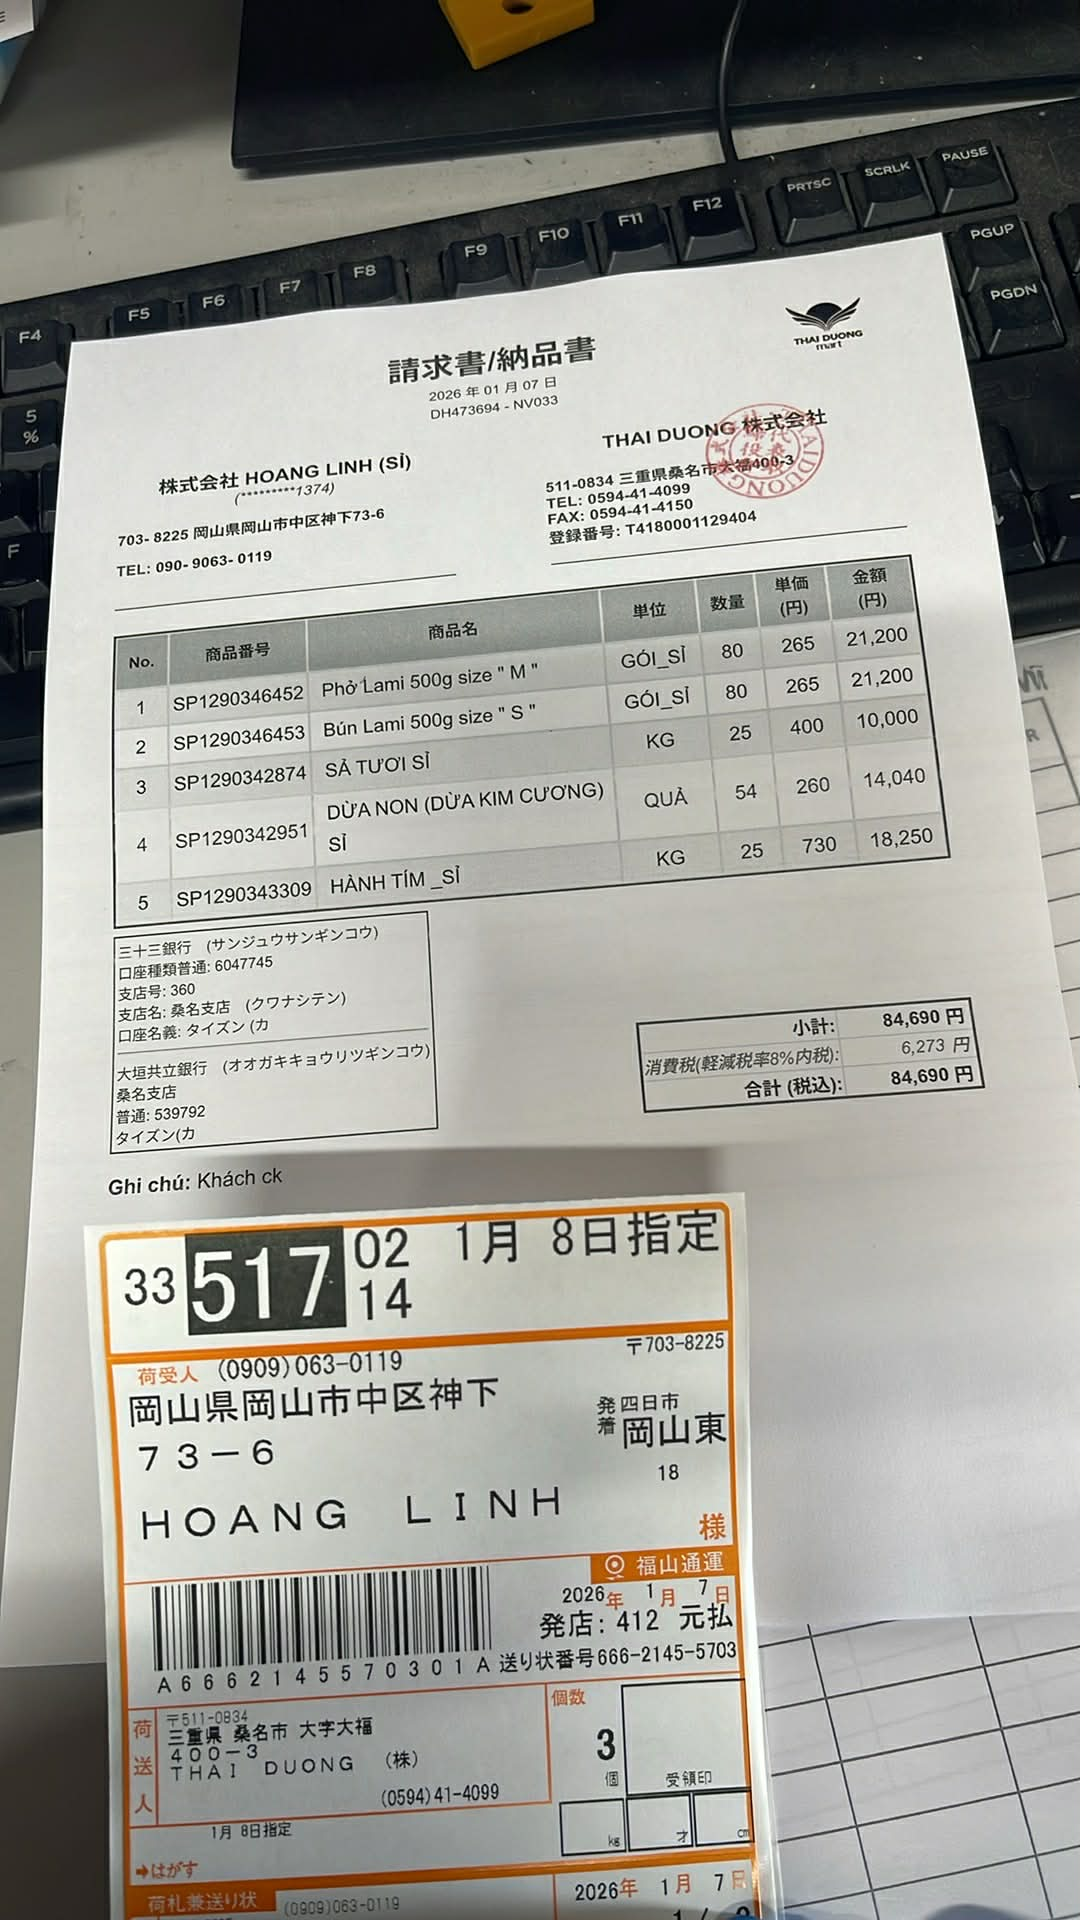 F4
F5
F6
F7
F8
F9
F10
F11
F12
PRTSC
SCRLK
PAUSE
PGUP
PGDN
5
%
F
THAI DUONG
mart
請求書/納品書
2026 年 01 月 07 日
DH473694 - NV033
株式会社 HOANG LINH (SỈ)
(*********1374)
703- 8225 岡山県岡山市中区神下73-6
TEL: 090- 9063- 0119
THAI DUONG 株式会社
511-0834 三重県桑名市大福400-3
TEL: 0594-41-4099
FAX: 0594-41-4150
登録番号: T4180001129404
No. 商品番号 商品名 単位 数量 単価 (円) 金額 (円)
1 SP1290346452 Phở Lami 500g size " M " GÓI_SỈ 80 265 21,200
2 SP1290346453 Bún Lami 500g size " S " GÓI_SỈ 80 265 21,200
3 SP1290342874 SẢ TƯƠI SỈ KG 25 400 10,000
4 SP1290342951 DỪA NON (DỪA KIM CƯƠNG) SỈ QUẢ 54 260 14,040
5 SP1290343309 HÀNH TÍM _SỈ KG 25 730 18,250
三十三銀行 (サンジュウサンギンコウ)
口座種類普通: 6047745
支店号: 360
支店名: 桑名支店 (クワナシテン)
口座名義: タイズン (カ
大垣共立銀行 (オオガキキョウリツギンコウ)
桑名支店
普通: 539792
タイズン(カ
小計: 84,690 円
消費税(軽減税率8%内税): 6,273 円
合計 (税込): 84,690 円
Ghi chú: Khách ck
33 517 02 14 1月 8日指定
〒703-8225
荷受人 (0909)063-0119
岡山県岡山市中区神下
73-6
発 四日市
着 岡山東
18
HOANG LINH
様
福山通運
2026年 1月 7日
発店: 412 元払
A666214557030 1A 送り状番号666-2145-5703
荷送人
〒511-0834
三重県 桑名市 大字大福
400-3
THAI DUONG (株)
(0594)41-4099
個数
3
個
受領印
kg
才
cm
1月 8日指定
➡はがす
荷札兼送り状 (0909)063-0119
2026年 1月 7日